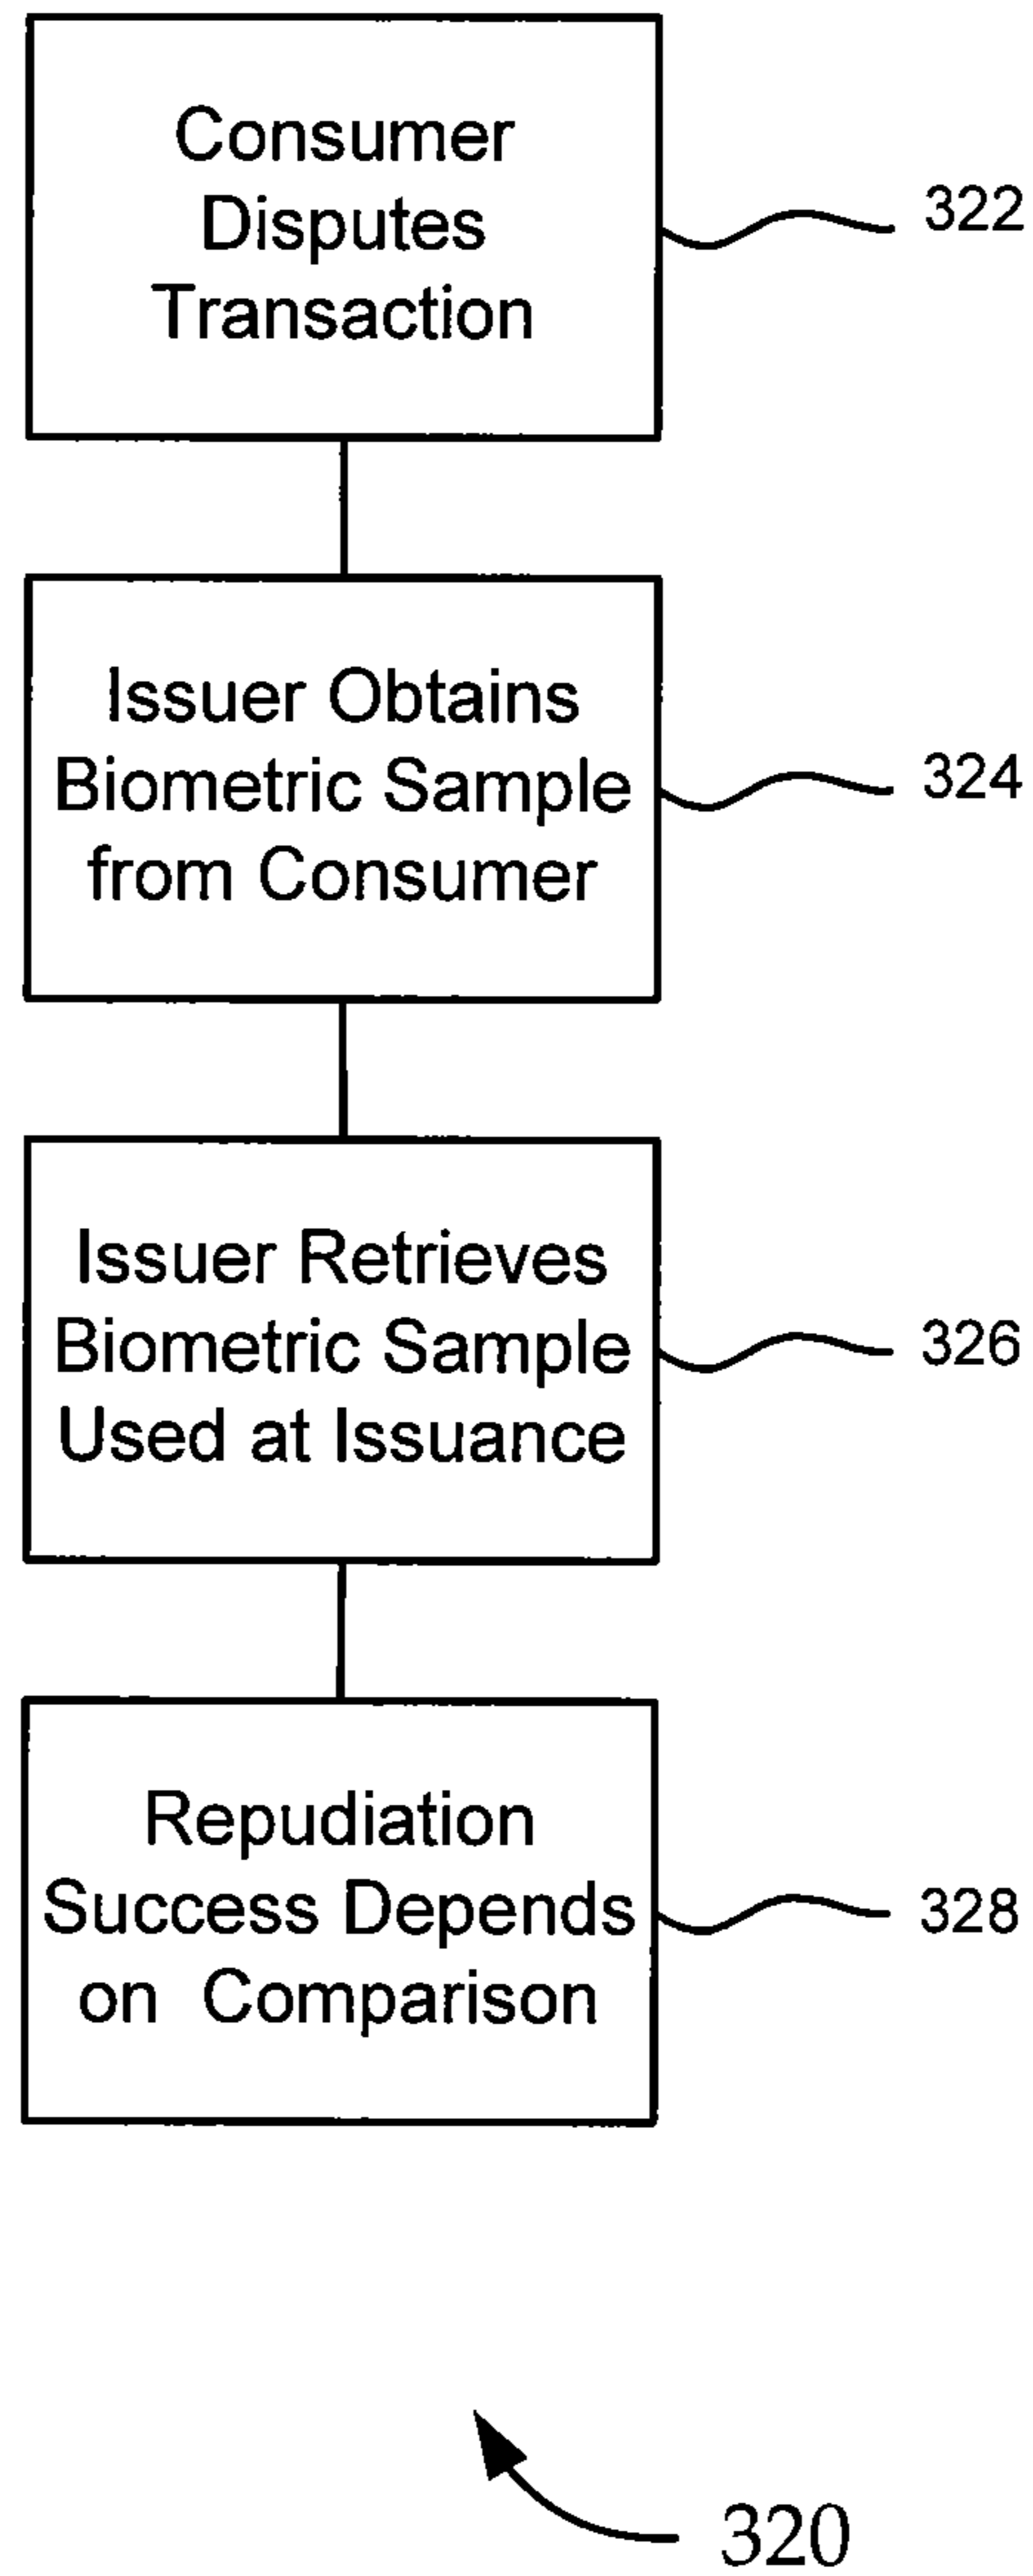 Consumer
Disputes
Transaction
322
Issuer Obtains
Biometric Sample
from Consumer
324
Issuer Retrieves
Biometric Sample
Used at Issuance
326
Repudiation
Success Depends
on Comparison
328
320